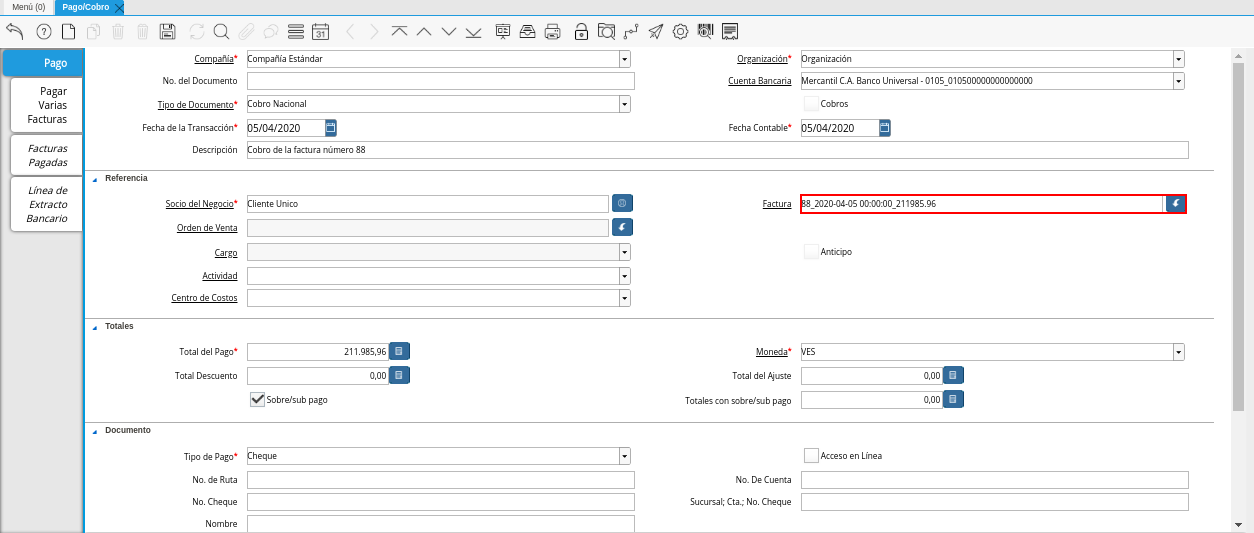 Menú (0) Pago/Cobro
31
Pago
Pagar
Varias
Facturas
Facturas
Pagadas
Línea de
Extracto
Bancario
Compañía* Compañía Estándar Organización* Organización
No. del Documento Cuenta Bancaria Mercantil C.A. Banco Universal - 0105_010500000000000000
Tipo de Documento* Cobro Nacional Cobros
Fecha de la Transacción* 05/04/2020 Fecha Contable* 05/04/2020
Descripción Cobro de la factura número 88
Referencia
Socio del Negocio* Cliente Unico Factura 88_2020-04-05 00:00:00_211985.96
Orden de Venta
Cargo Anticipo
Actividad
Centro de Costos
Totales
Total del Pago* 211.985,96 Moneda* VES
Total Descuento 0,00 Total del Ajuste 0,00
Sobre/sub pago Totales con sobre/sub pago 0,00
Documento
Tipo de Pago* Cheque Acceso en Línea
No. de Ruta No. De Cuenta
No. Cheque Sucursal; Cta.; No. Cheque
Nombre